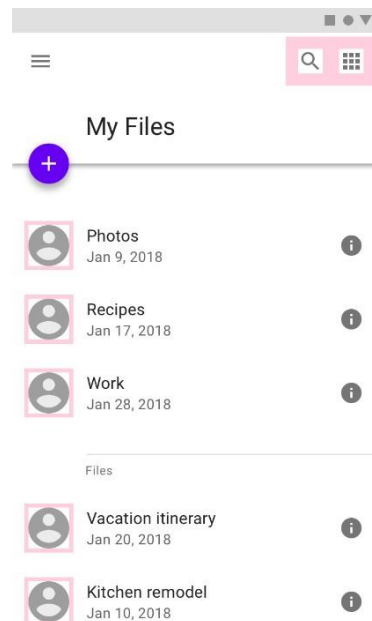 My Files
Photos
Jan 9, 2018
Recipes
Jan 17, 2018
Work
Jan 28, 2018
Files
Vacation itinerary
Jan 20, 2018
Kitchen remodel
Jan 10, 2018